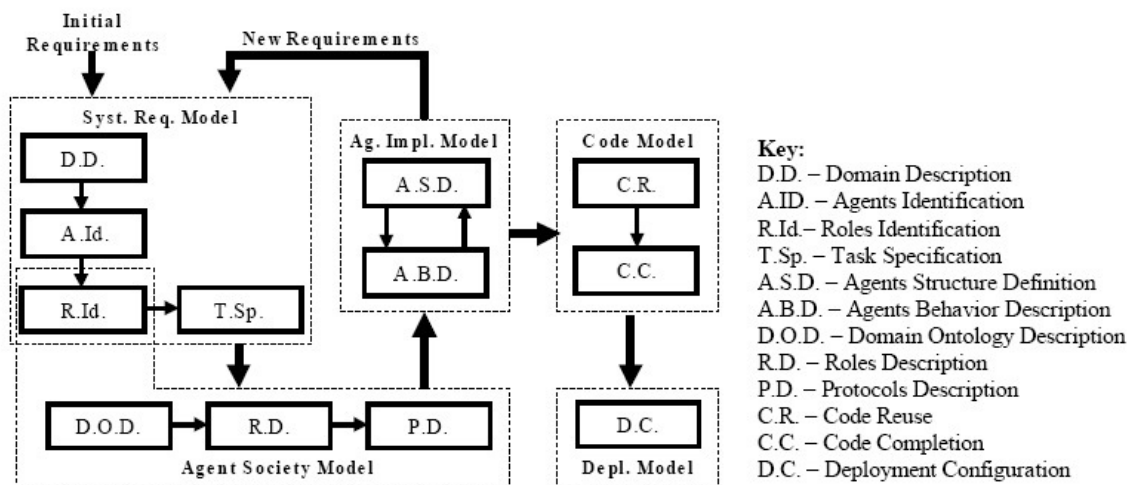 Initial
Requirements
New Requirements
Syst. Req. Model
D.D.
A.Id.
R.Id.
T.Sp.
Ag. Impl. Model
A.S.D.
A.B.D.
Code Model
C.R.
C.C.
D.O.D.
R.D.
P.D.
Agent Society Model
D.C.
Depl. Model
Key:
D.D. – Domain Description
A.ID. – Agents Identification
R.Id.– Roles Identification
T.Sp. – Task Specification
A.S.D. – Agents Structure Definition
A.B.D. – Agents Behavior Description
D.O.D. – Domain Ontology Description
R.D. – Roles Description
P.D. – Protocols Description
C.R. – Code Reuse
C.C. – Code Completion
D.C. – Deployment Configuration